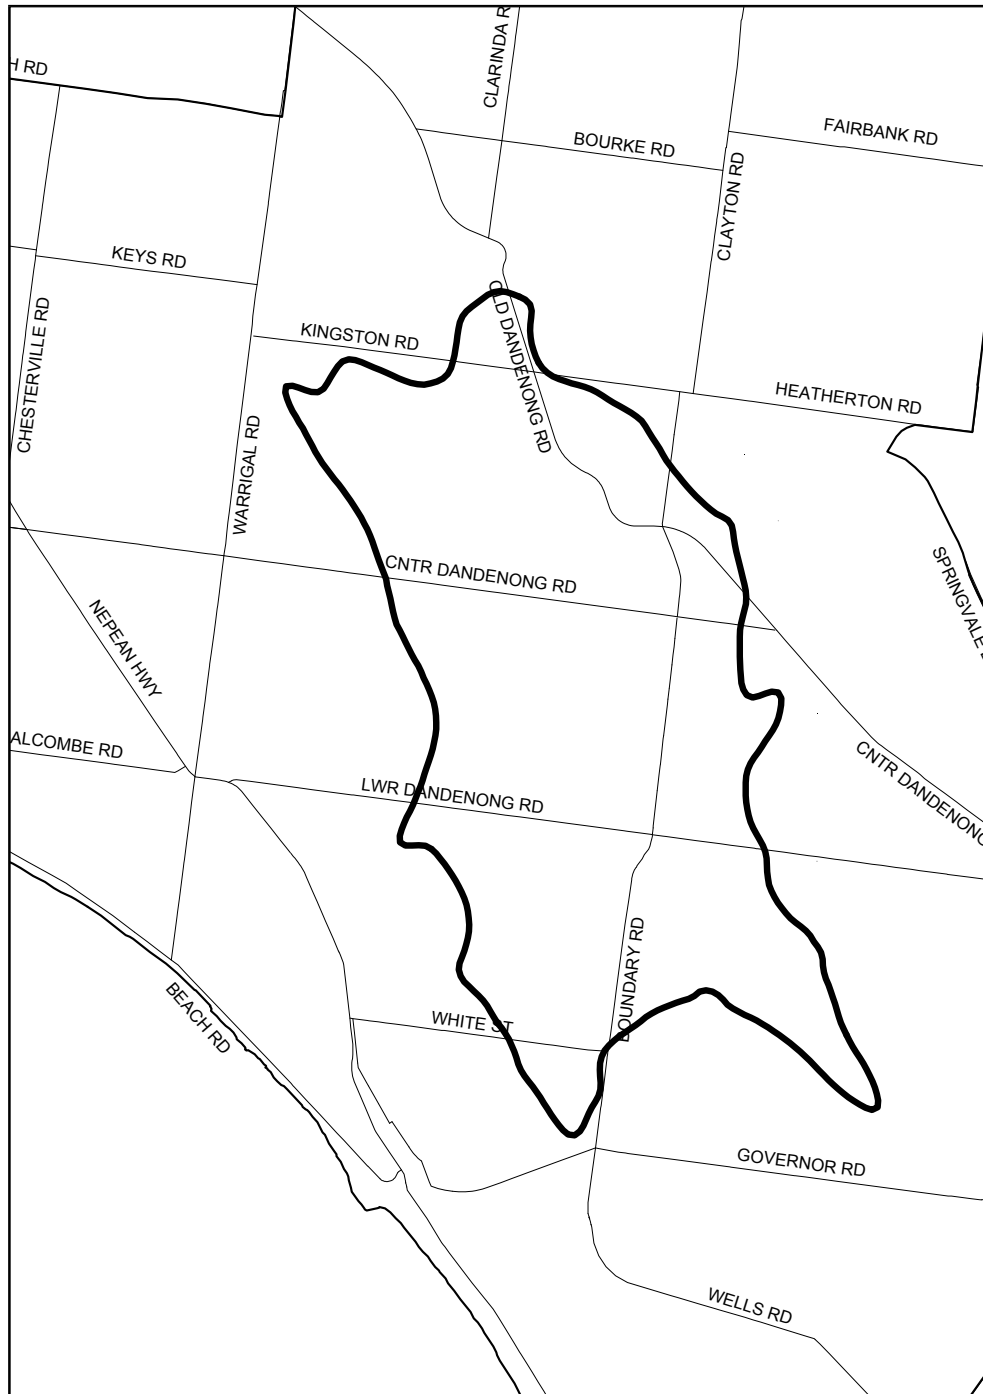 CLARINDA R
H RD
FAIRBANK RD
BOURKE RD
CLAYTON RD
KEYS RD
CHESTERVILLE RD
KINGSTON RD
OLD DANDENONG RD
HEATHERTON RD
WARRIGAL RD
CNTR DANDENONG RD
SPRINGVALE
NEPEAN HWY
ALCOMBE RD
CNTR DANDENONG
LWR DANDENONG RD
BOUNDARY RD
BEACH RD
WHITE ST
GOVERNOR RD
WELLS RD